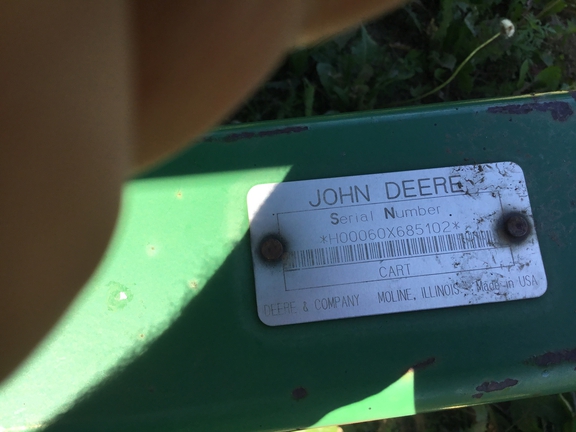 JOHN DEERE
Serial Number
*H00060X685102*
CART
DEERE & COMPANY MOLINE, ILLINOIS Made in USA